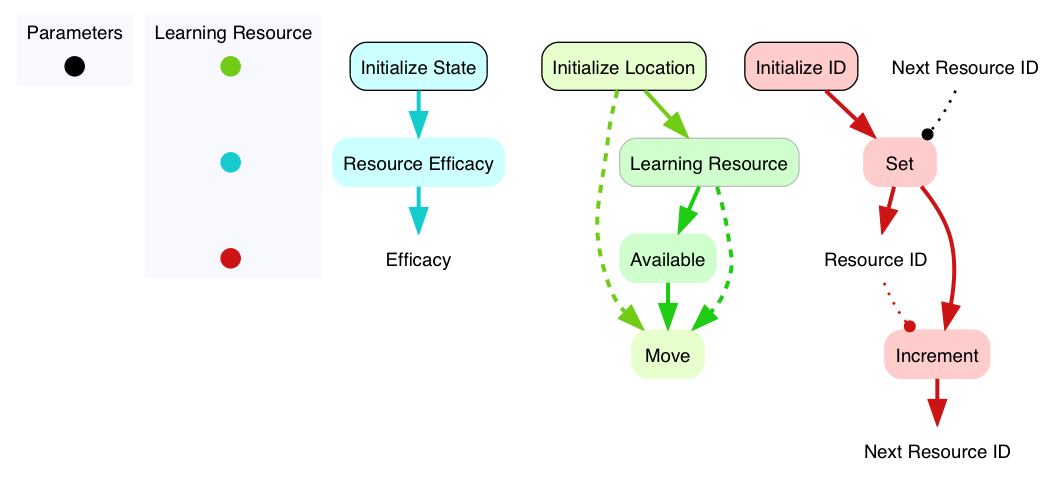 Parameters
Learning Resource
Initialize State
Initialize Location
Initialize ID
Next Resource ID
Resource Efficacy
Learning Resource
Set
Efficacy
Available
Resource ID
Move
Increment
Next Resource ID